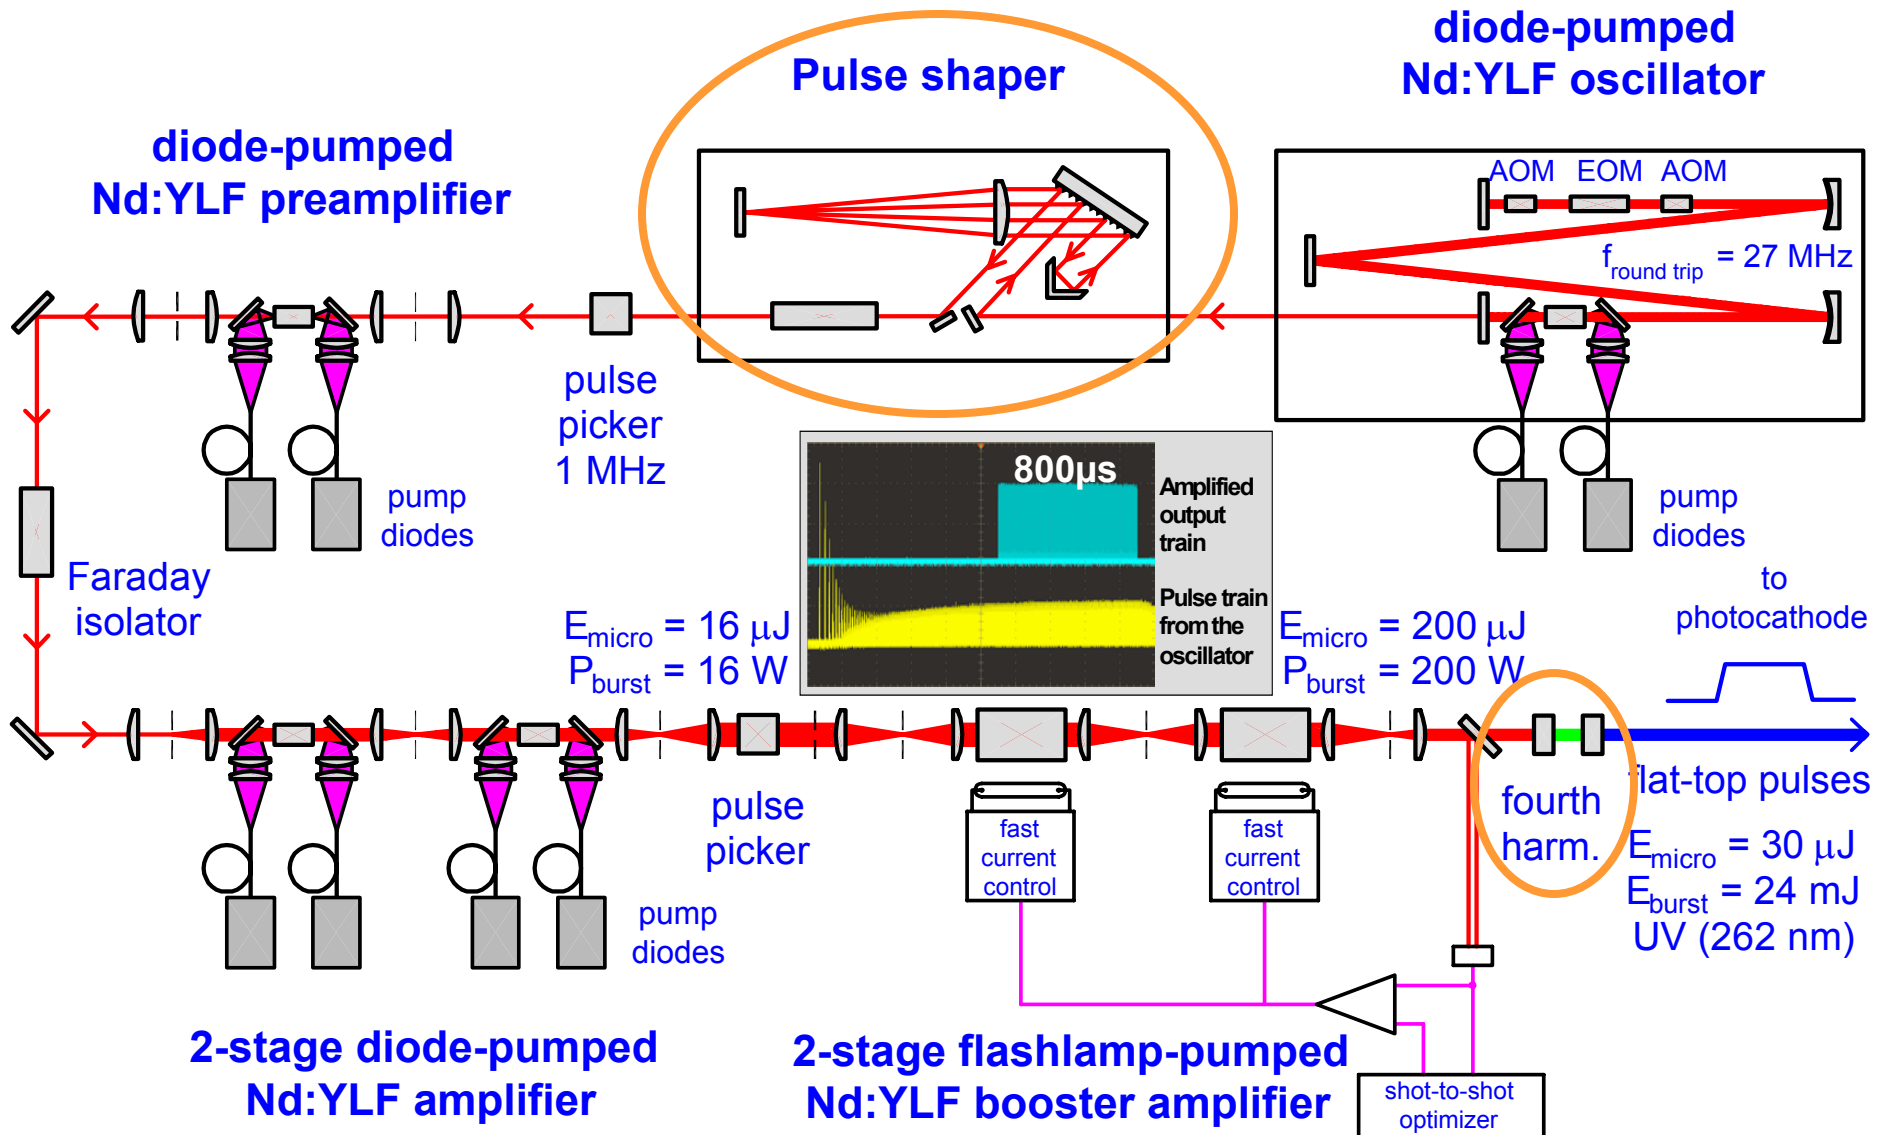 diode-pumped
Nd:YLF oscillator
Pulse shaper
diode-pumped
Nd:YLF preamplifier
AOM EOM AOM
f round trip = 27 MHz
pulse
picker
1 MHz
pump
diodes
pump
diodes
800µs
Amplified
output
train
Pulse train
from the
oscillator
Faraday
isolator
to
photocathode
E micro = 16 µJ
P burst = 16 W
E micro = 200 µJ
P burst = 200 W
pulse
picker
fast
current
control
fast
current
control
fourth
harm.
flat-top pulses
E micro = 30 µJ
E burst = 24 mJ
UV (262 nm)
pump
diodes
2-stage diode-pumped
Nd:YLF amplifier
2-stage flashlamp-pumped
Nd:YLF booster amplifier
shot-to-shot
optimizer